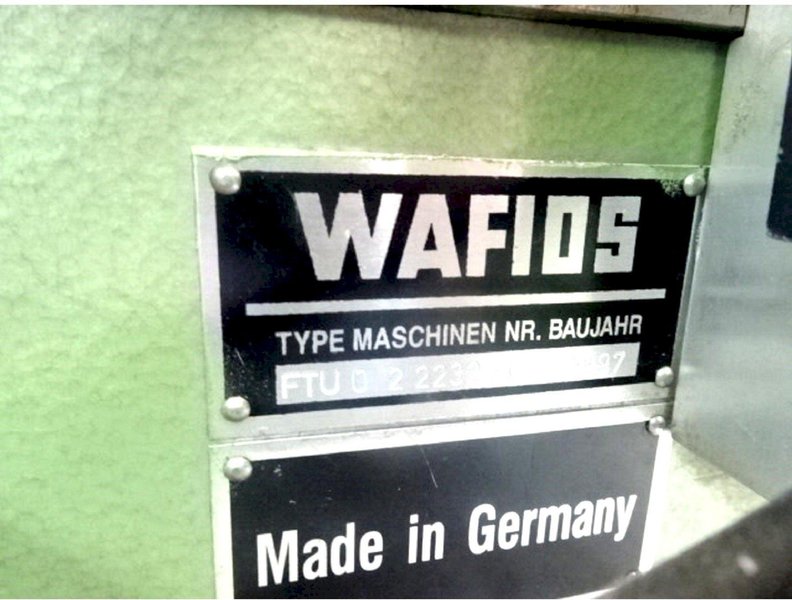 WAFIOS
TYPE MASCHINEN NR. BAUJAHR
FTU
Made in Germany